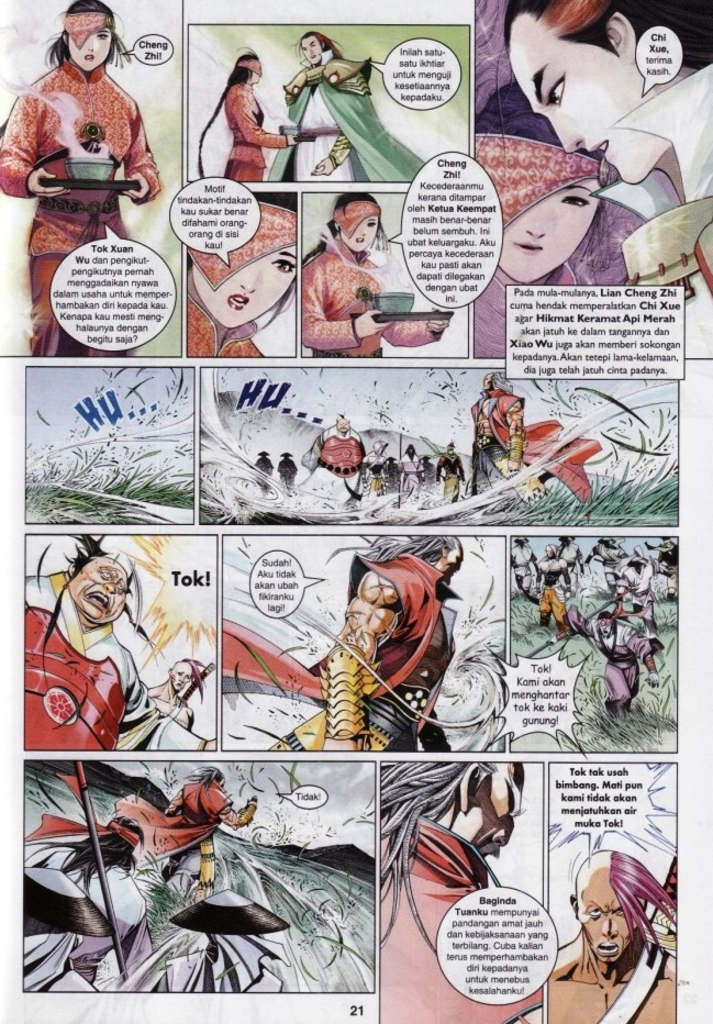 Cheng
Zhi!
Tok Xuan
Wu dan pengikut-
pengikutnya pernah
menggadaikan nyawa
dalam usaha untuk memper-
hambakan diri kepada kau.
Kenapa kau mesti meng-
halaunya dengan
begitu saja?
Inilah satu-
satu ikhtiar
untuk menguji
kesetiaannya
kepadaku.
Chi
Xue,
terima
kasih.
Motif
tindakan-tindakan
kau sukar benar
difahami orang-
orang di sisi
kau!
Cheng
Zhi!
Kecederaanmu
kerana ditampar
oleh Ketua Keempat
masih benar-benar
belum sembuh. Ini
ubat keluargaku. Aku
percaya kecederaan
kau pasti akan
dapat dilegakan
dengan ubat
ini.
Pada mula-mulanya, Lian Cheng Zhi
cuma hendak memperalatkan Chi Xue
agar Hikmat Keramat Api Merah
akan jatuh ke dalam tangannya dan
Xiao Wu juga akan memberi sokongan
kepadanya. Akan tetepi lama-kelamaan,
dia juga telah jatuh cinta padanya.
HU...
HU...
Tok!
Sudah!
Aku tidak
akan ubah
fikiranku
lagi!
Tok!
Kami akan
menghantar
tok ke kaki
gunung!
Tidak!
Baginda
Tuanku mempunyai
pandangan amat jauh
dan kebijaksanaan yang
terbilang. Cuba kalian
terus memperhambakan
diri kepadanya
untuk menebus
kesalahanku!
Tok tak usah
bimbang. Mati pun
kami tidak akan
menjatuhkan air
muka Tok!
21